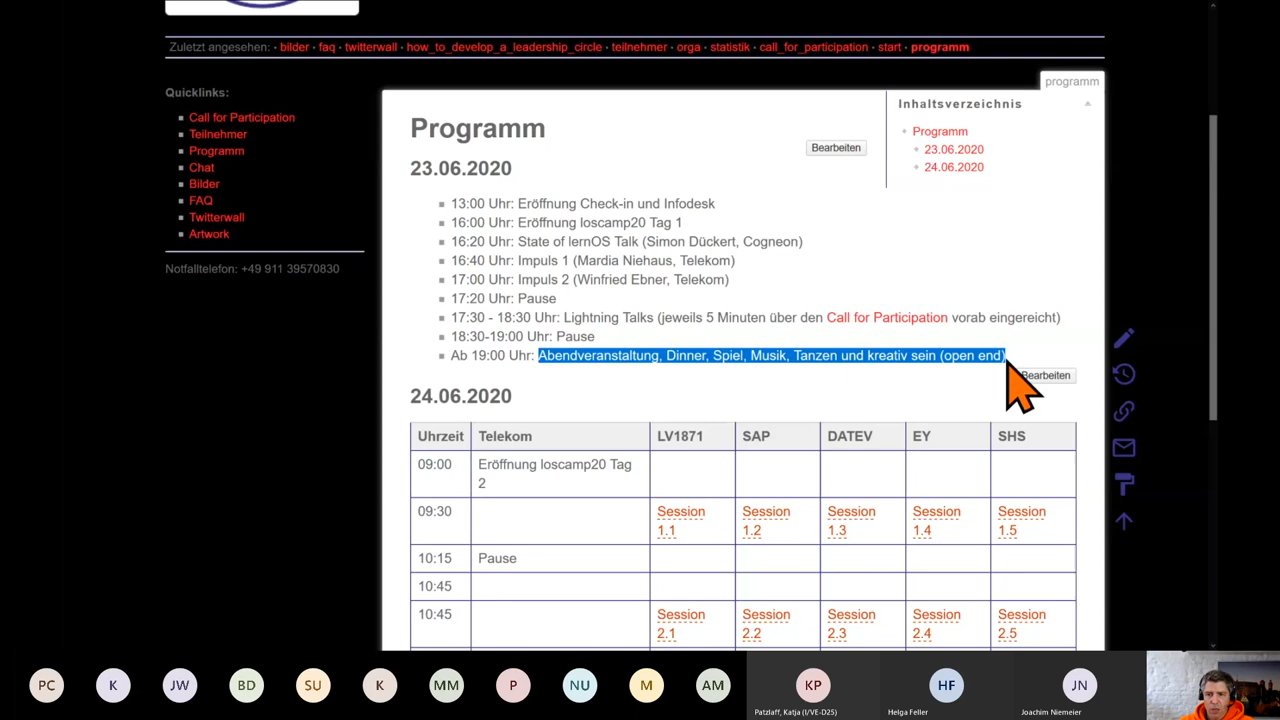 Zuletzt angesehen: · bilder · faq · twitterwall · how_to_develop_a_leadership_circle · teilnehmer · orga · statistik · call_for_participation · start · programm
programm
Quicklinks:
Call for Participation
Teilnehmer
Programm
Chat
Bilder
FAQ
Twitterwall
Artwork
Notfalltelefon: +49 911 39570830
Inhaltsverzeichnis
Programm
23.06.2020
24.06.2020
Programm
Bearbeiten
23.06.2020
13:00 Uhr: Eröffnung Check-in und Infodesk
16:00 Uhr: Eröffnung loscamp20 Tag 1
16:20 Uhr: State of lernOS Talk (Simon Dückert, Cogneon)
16:40 Uhr: Impuls 1 (Mardia Niehaus, Telekom)
17:00 Uhr: Impuls 2 (Winfried Ebner, Telekom)
17:20 Uhr: Pause
17:30 - 18:30 Uhr: Lightning Talks (jeweils 5 Minuten über den Call for Participation vorab eingereicht)
18:30-19:00 Uhr: Pause
Ab 19:00 Uhr: Abendveranstaltung, Dinner, Spiel, Musik, Tanzen und kreativ sein (open end)
Bearbeiten
24.06.2020
Uhrzeit Telekom LV1871 SAP DATEV EY SHS
09:00 Eröffnung loscamp20 Tag
2
09:30 Session Session Session Session Session
1.1 1.2 1.3 1.4 1.5
10:15 Pause
10:45
10:45 Session Session Session Session Session
2.1 2.2 2.3 2.4 2.5
PC K JW BD SU K MM P NU M AM KP HF JN
Patzlaff, Katja (I/VE-D25) Helga Feller Joachim Niemeier